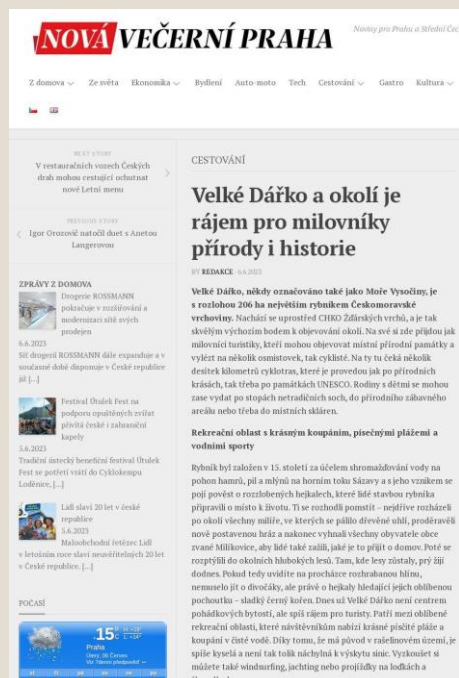 NOVÁ VEČERNÍ PRAHA
Noviny pro Prahu a Střední Čec
Z domova
Ze světa
Ekonomika
Bydlení
Auto-moto
Tech
Cestování
Gastro
Kultura
NEXT STORY
V restauračních vozech Českých
drah mohou cestující ochutnat
nové Letní menu
PREVIOUS STORY
Igor Orozovič natočil duet s Anetou
Langerovou
ZPRÁVY Z DOMOVA
Drogerie ROSSMANN
pokračuje v rozšiřování a
modernizaci sítě svých
prodejen
6.6.2023
Síť drogerií ROSSMANN dále expanduje a v
současné době disponuje v České republice
již [...]
Festival Útulek Fest na
podporu opuštěných zvířat
přivítá české i zahraniční
kapely
5.6.2023
Tradiční ústecký benefiční festival Útulek
Fest se potřetí vrátí do Cyklokempu
Loděnice, [...]
Lidl slaví 20 let v české
republice
5.6.2023
Maloobchodní řetězec Lidl
v letošním roce slaví neuvěřitelných 20 let
v České republice. [...]
POČASÍ
15
Praha
Úterý, 06 Červen
CESTOVÁNÍ
Velké Dářko a okolí je
rájem pro milovníky
přírody i historie
BY REDAKCE · 6.6.2023
Velké Dářko, někdy označováno také jako Moře Vysočiny, je
s rozlohou 206 ha největším rybníkem Českomoravské
vrchoviny. Nachází se uprostřed CHKO Žďárských vrchů, a je tak
skvělým výchozím bodem k objevování okolí. Na své si zde přijdou jak
milovníci turistiky, kteří mohou objevovat místní přírodní památky a
vylézt na několik osmistovek, tak cyklisté. Na ty tu čeká několik
desítek kilometrů cyklotras, které je provedou jak po přírodních
krásách, tak třeba po památkách UNESCO. Rodiny s dětmi se mohou
zase vydat po stopách netradičních soch, do přírodního zábavného
areálu nebo třeba do místních skláren.
Rekreační oblast s krásným koupáním, písečnými plážemi a
vodními sporty
Rybník byl založen v 15. století za účelem shromažďování vody na
pohon hamrů, pil a mlýnů na horním toku Sázavy a s jeho vznikem se
pojí pověst o rozzlobených hejkalech, které lidé stavbou rybníka
připravili o místo k životu. Ti se rozhodli pomstít – nejdříve rozházeli
po okolí všechny milíře, ve kterých se pálilo dřevěné uhlí, proděravěli
nově postavenou hráz a nakonec vyhnali všechny obyvatele obce
zvané Milíkovice, aby lidé také zažili, jaké je to přijít o domov. Poté se
rozptýlili do okolních hlubokých lesů. Tam, kde lesy zůstaly, prý žijí
dodnes. Pokud tedy uvidíte na procházce rozhrabanou hlínu,
nemuselo jít o divočáky, ale právě o hejkaly hledající jejich oblíbenou
pochoutku – sladký černý kořen. Dnes už Velké Dářko není centrem
pohádkových bytostí, ale spíš rájem pro turisty. Patří mezi oblíbené
rekreační oblasti, které návštěvníkům nabízí krásné písčité pláže a
koupání v čisté vodě. Díky tomu, že má původ v rašelinovém území, je
spíše kyselá a není tak tolik náchylná k výskytu sinic. Vyzkoušet si
můžete také windsurfing, jachting nebo projížďky na loďkách a